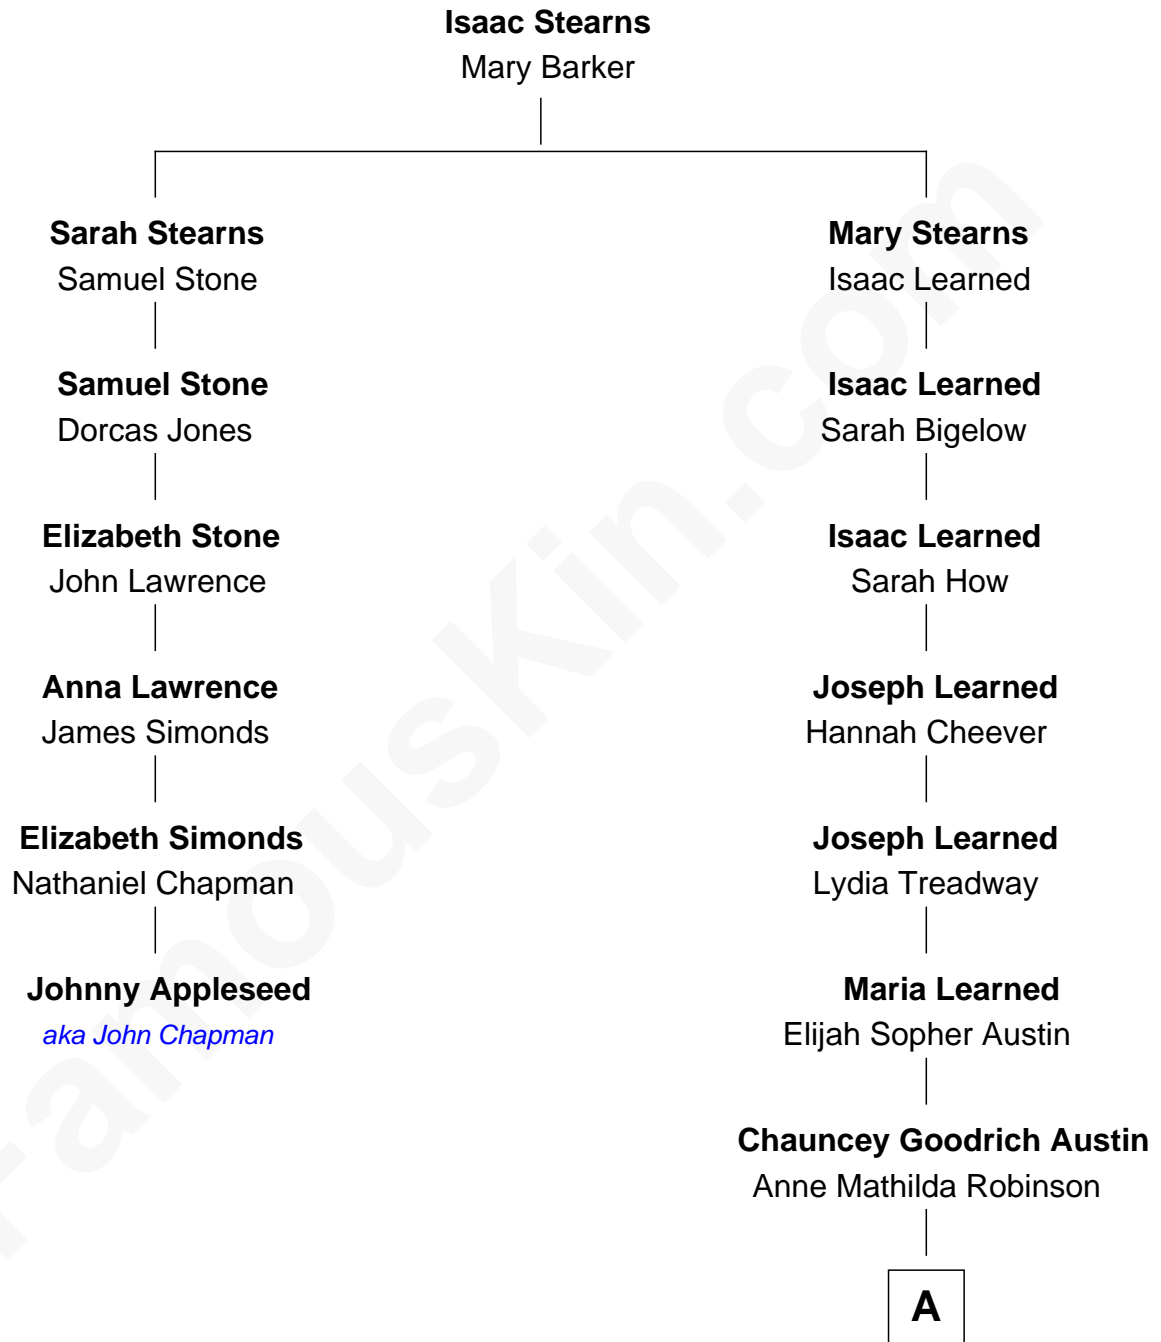 Isaac Stearns
Mary Barker
Sarah Stearns
Samuel Stone
Mary Stearns
Isaac Learned
Samuel Stone
Dorcas Jones
Isaac Learned
Sarah Bigelow
Elizabeth Stone
John Lawrence
Isaac Learned
Sarah How
Anna Lawrence
James Simonds
Joseph Learned
Hannah Cheever
Elizabeth Simonds
Nathaniel Chapman
Joseph Learned
Lydia Treadway
Johnny Appleseed
aka John Chapman
Maria Learned
Elijah Sopher Austin
Chauncey Goodrich Austin
Anne Mathilda Robinson
A
FamousKin.com